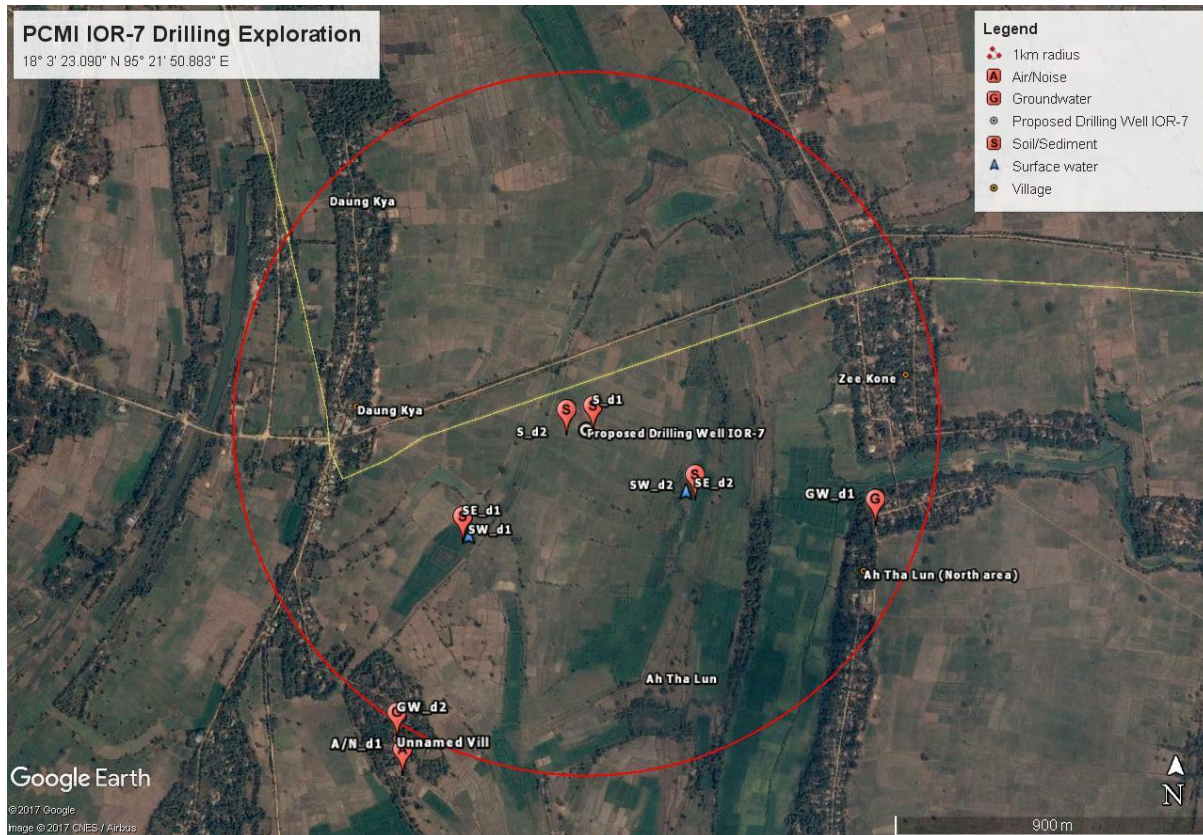 PCMI IOR-7 Drilling Exploration
18° 3' 23.090" N 95° 21' 50.883" E
Legend
1km radius
A Air/Noise
G Groundwater
Proposed Drilling Well IOR-7
S Soil/Sediment
Surface water
Village
Daung Kya
Zee Kone
Daung Kya
S
S
S_d1
S_d2
Proposed Drilling Well IOR-7
S
SW_d2
SE_d2
GW_d1
G
SE_d1
S
SW_d1
Ah Tha Lun (North area)
Ah Tha Lun
G
GW_d2
A/N_d1
Unnamed Vill
A
Google Earth
© 2017 Google
Image © 2017 CNES / Airbus
N
900 m